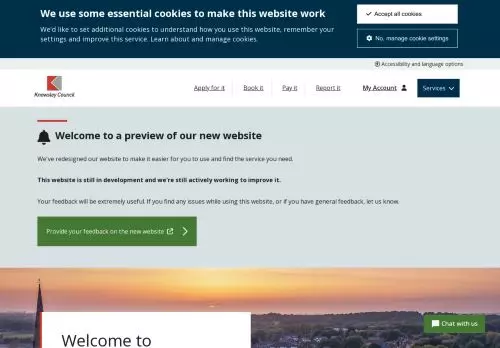 We use some essential cookies to make this website work
We'd like to set additional cookies to understand how you use this website, remember your
settings and improve this service. Learn about and manage cookies.
Accept all cookies
No, manage cookie settings
Accessibility and language options
Knowsley Council
Apply for it
Book it
Pay it
Report it
My Account
Services
Welcome to a preview of our new website
We've redesigned our website to make it easier for you to use and find the service you need.
This website is still in development and we're still actively working to improve it.
Your feedback will be extremely useful. If you find any issues while using this website, or if you have general feedback, let us know.
Provide your feedback on the new website
Welcome to
Chat with us